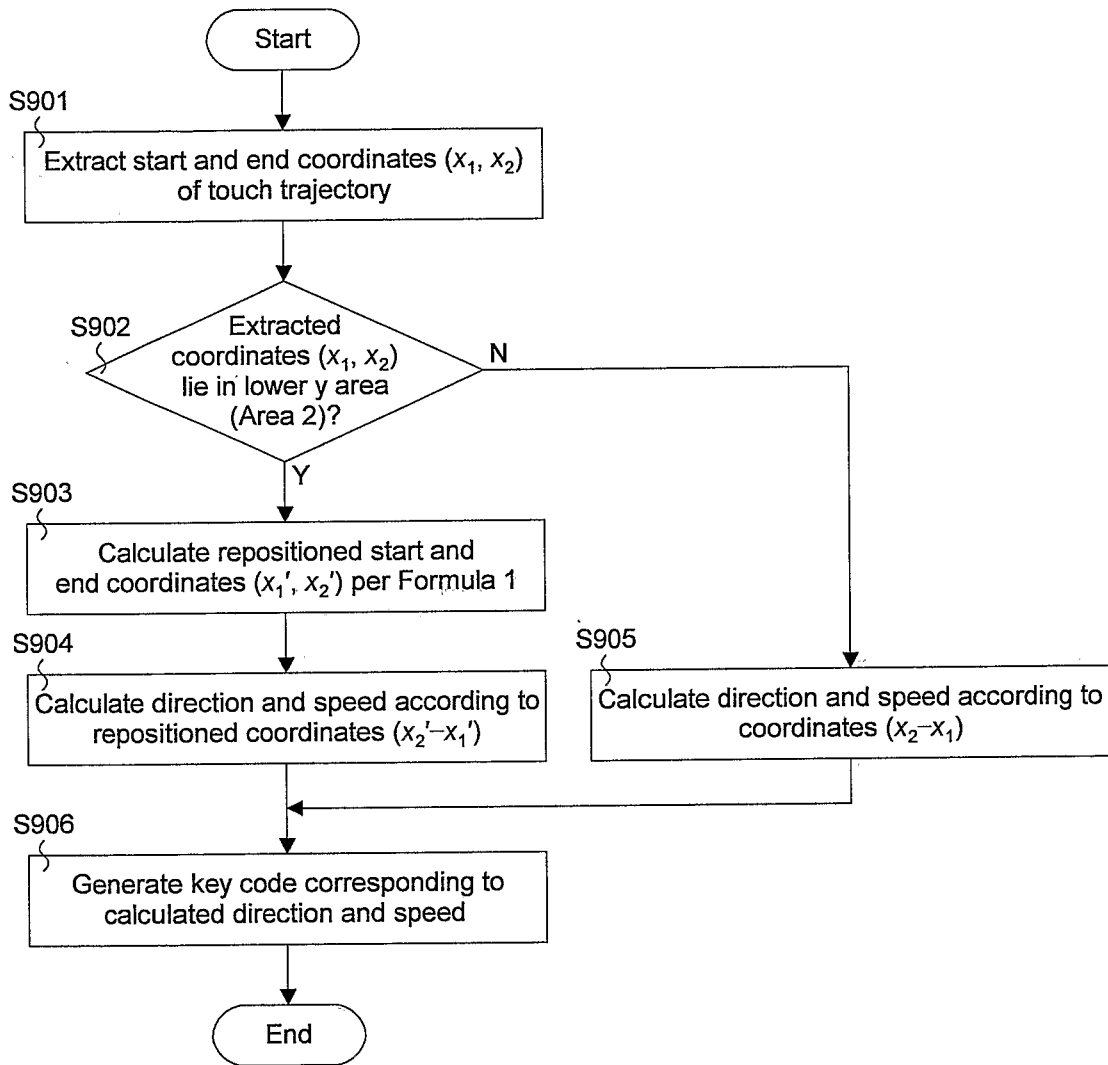 Start
S901
Extract start and end coordinates (x₁, x₂)
of touch trajectory
S902
Extracted
coordinates (x₁, x₂)
lie in lower y area
(Area 2)?
N
Y
S903
Calculate repositioned start and
end coordinates (x₁′, x₂′) per Formula 1
S904
Calculate direction and speed according to
repositioned coordinates (x₂′–x₁′)
S905
Calculate direction and speed according to
coordinates (x₂–x₁)
S906
Generate key code corresponding to
calculated direction and speed
End